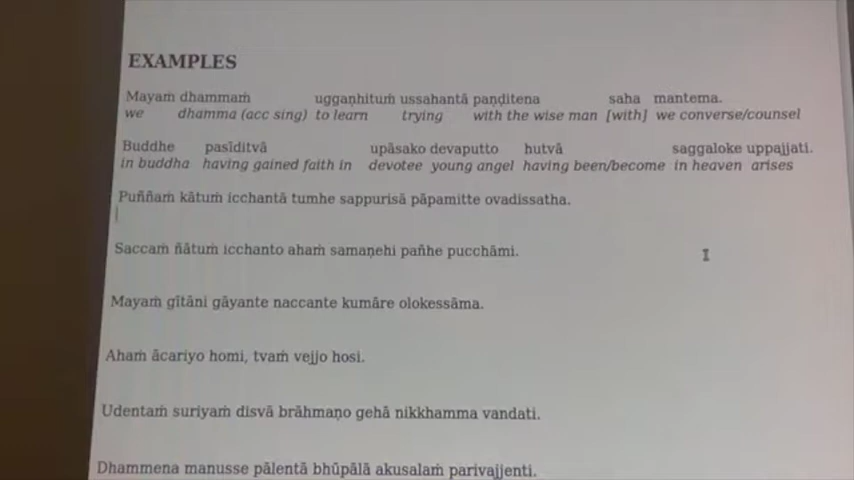 EXAMPLES
Mayaṁ dhammaṁ uggaṇhituṁ ussahantā paṇḍitena saha mantema.
we dhamma (acc sing) to learn trying with the wise man [with] we converse/counsel
Buddhe pasīditvā upāsako devaputto hutvā saggaloke uppajjati.
in buddha having gained faith in devotee young angel having been/become in heaven arises
Puññaṁ kātuṁ icchantā tumhe sappurisā pāpamitte ovadissatha.
Saccaṁ ñātuṁ icchanto ahaṁ samaṇehi pañhe pucchāmi.
Mayaṁ gītāni gāyante naccante kumāre olokessāma.
Ahaṁ ācariyo homi, tvaṁ vejjo hosi.
Udentaṁ suriyaṁ disvā brāhmaṇo gehā nikkhamma vandati.
Dhammena manusse pālentā bhūpālā akusalaṁ parivajjenti.